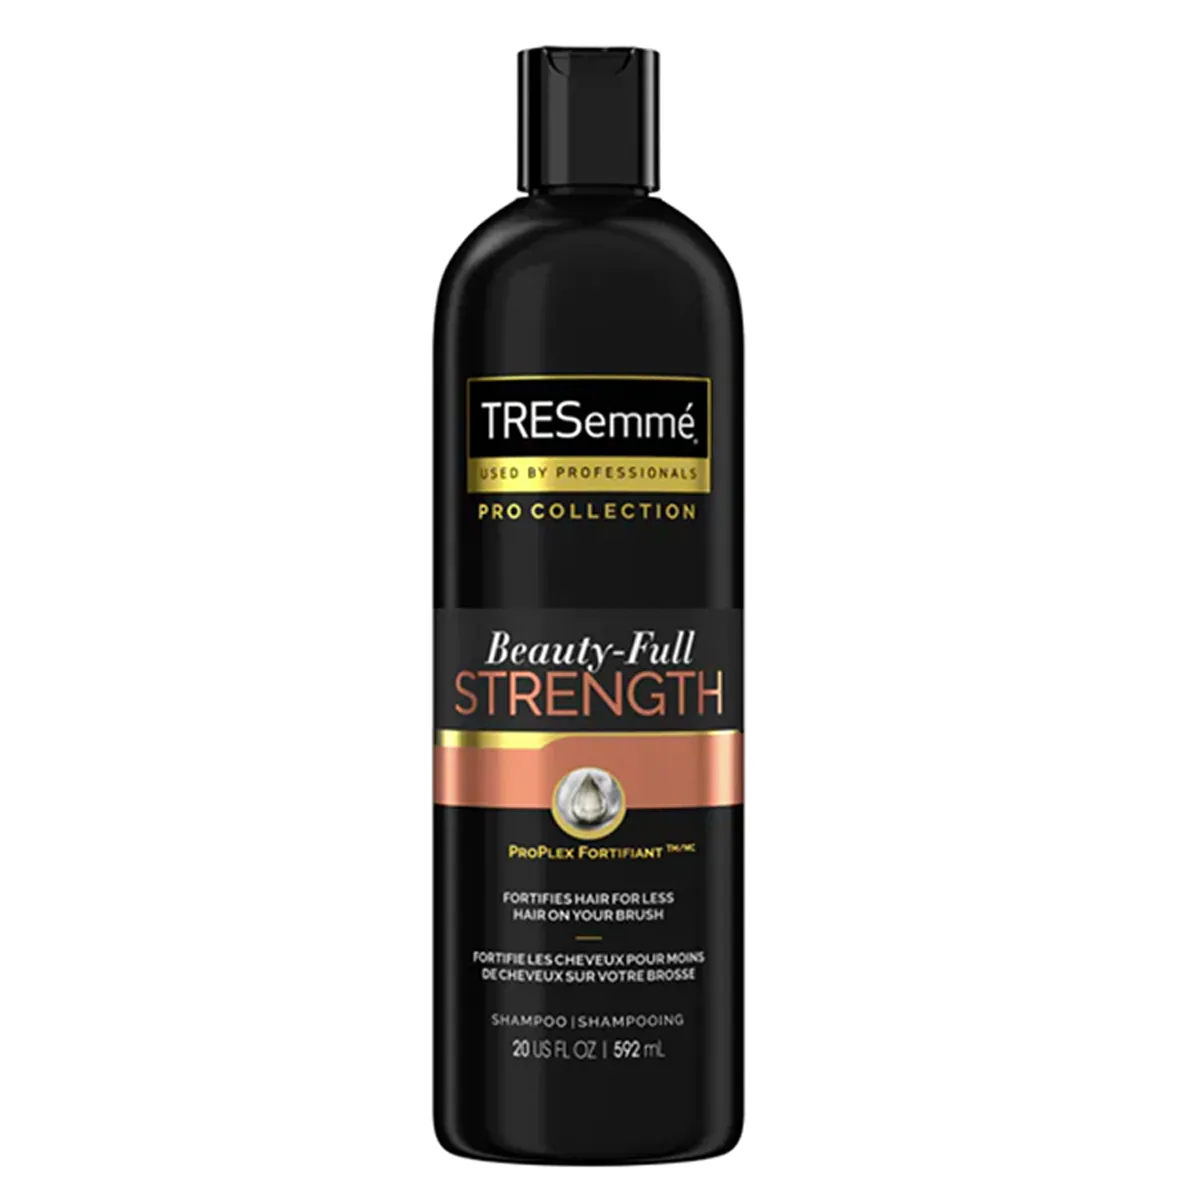 TRESemmé®
USED BY PROFESSIONALS
PRO COLLECTION
Beauty-Full
STRENGTH
PROPLEX FORTIFIANT TM/MC
FORTIFIES HAIR FOR LESS
HAIR ON YOUR BRUSH
FORTIFIE LES CHEVEUX POUR MOINS
DE CHEVEUX SUR VOTRE BROSSE
SHAMPOO | SHAMPOOING
20 US FL OZ | 592 mL